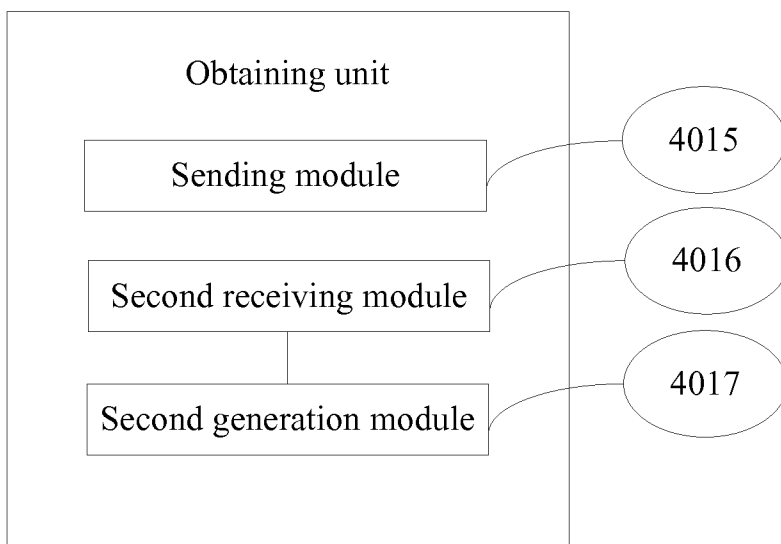 Obtaining unit
Sending module
4015
Second receiving module
4016
Second generation module
4017